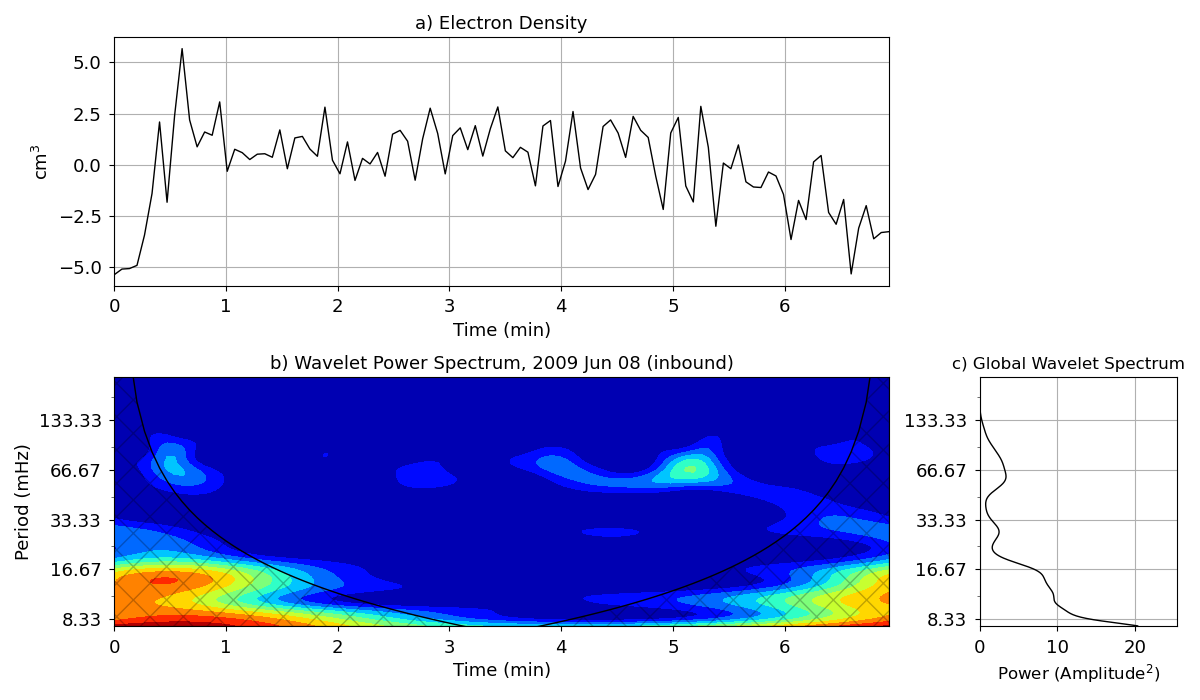 a) Electron Density
cm³
5.0
2.5
0.0
−2.5
−5.0
0 1 2 3 4 5 6
Time (min)
b) Wavelet Power Spectrum, 2009 Jun 08 (inbound)
Period (mHz)
133.33
66.67
33.33
16.67
8.33
0 1 2 3 4 5 6
Time (min)
c) Global Wavelet Spectrum
133.33
66.67
33.33
16.67
8.33
0 10 20
Power (Amplitude²)